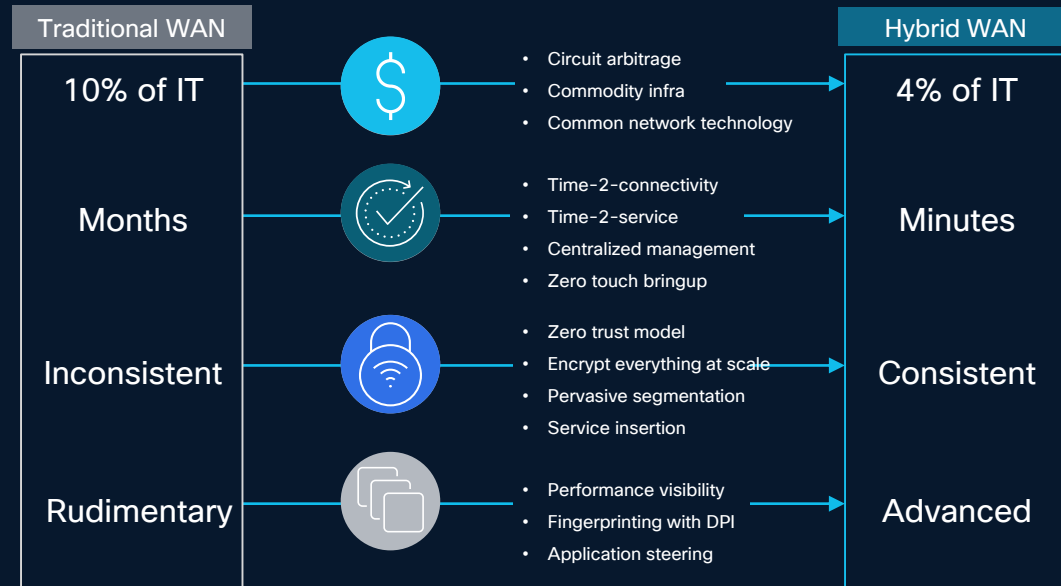 Traditional WAN
Hybrid WAN
10% of IT
• Circuit arbitrage
• Commodity infra
• Common network technology
4% of IT
Months
• Time-2-connectivity
• Time-2-service
• Centralized management
• Zero touch bringup
Minutes
Inconsistent
• Zero trust model
• Encrypt everything at scale
• Pervasive segmentation
• Service insertion
Consistent
Rudimentary
• Performance visibility
• Fingerprinting with DPI
• Application steering
Advanced